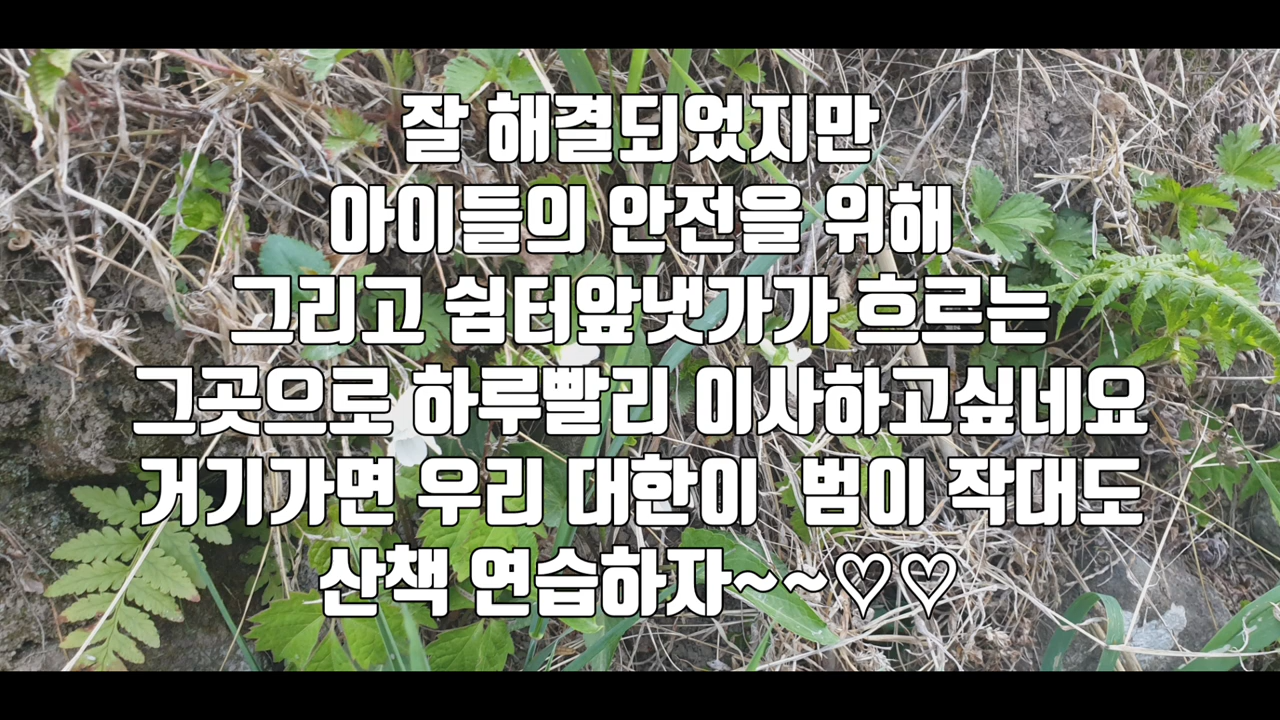 잘 해결되었지만
아이들의 안전을 위해
그리고 쉼터앞냇가가 흐르는
그곳으로 하루빨리 이사하고싶네요
거기가면 우리 대한이  범이 작대도
산책 연습하자~~♡♡